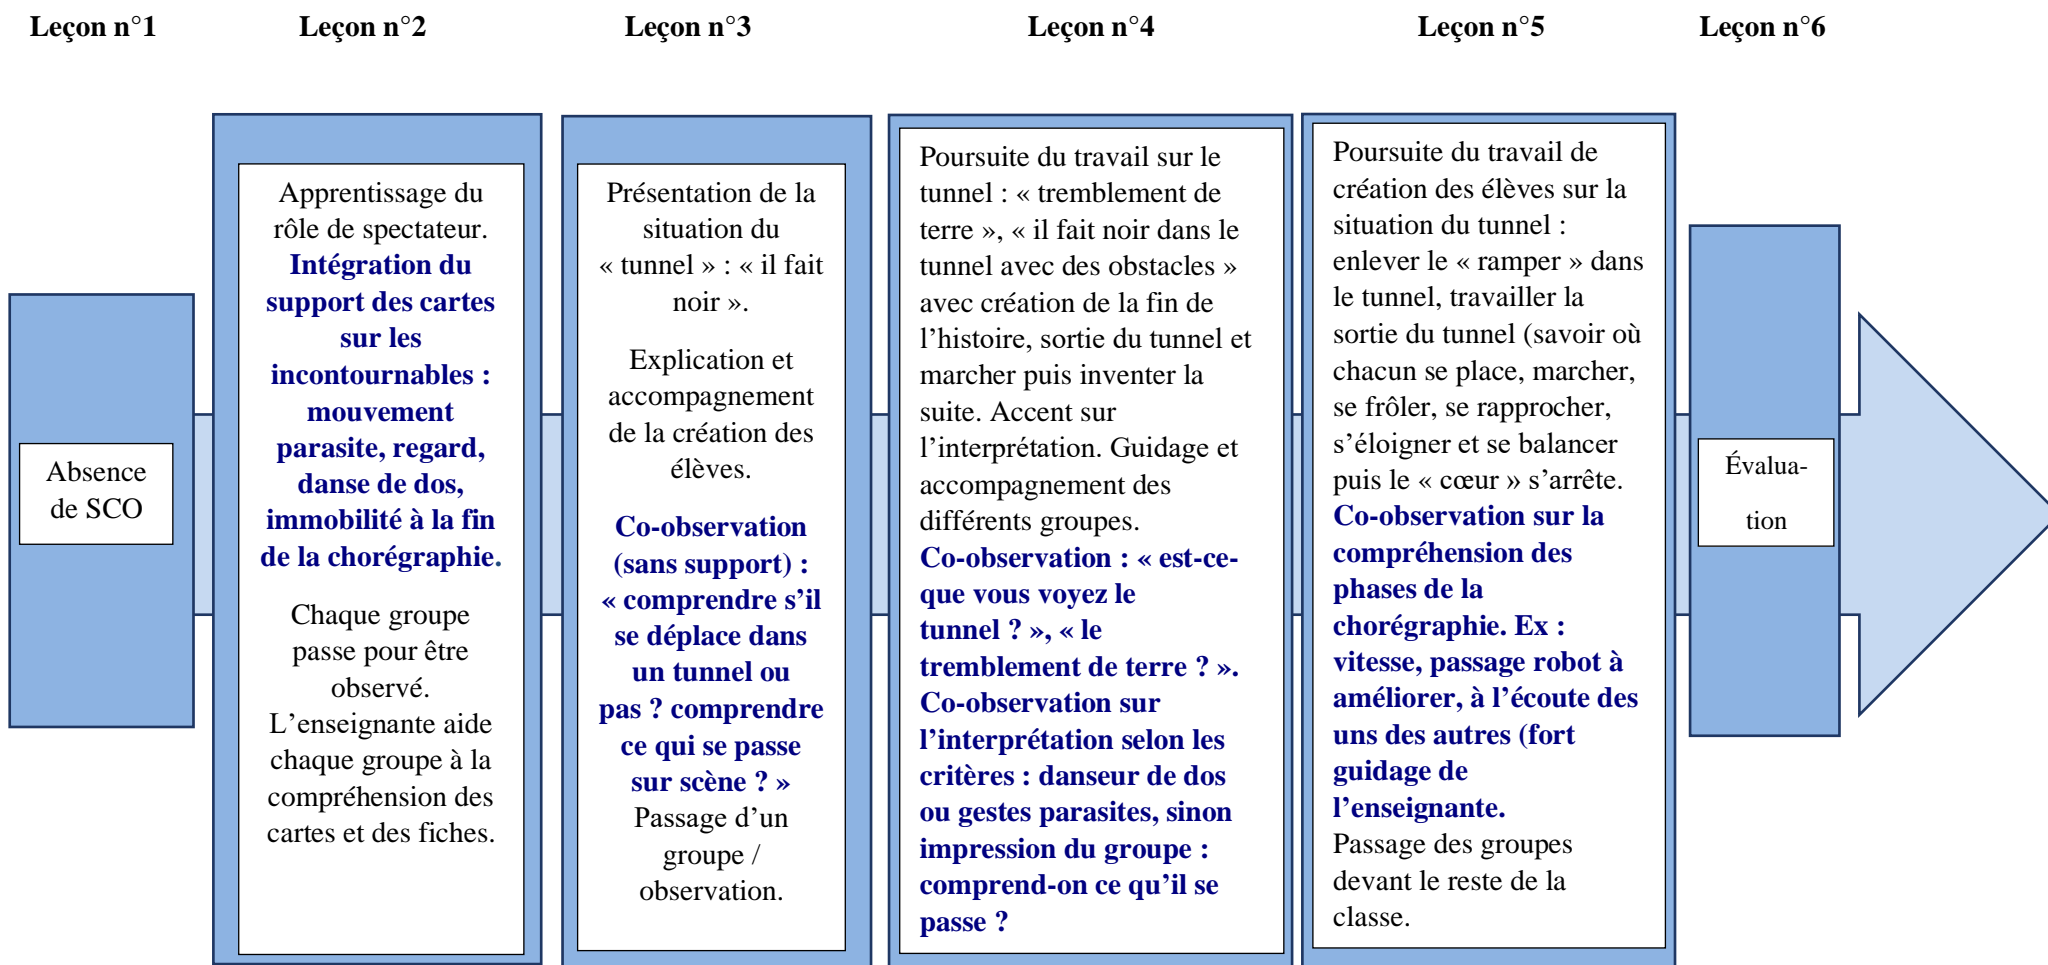 Leçon n°1
Leçon n°2
Leçon n°3
Leçon n°4
Leçon n°5
Leçon n°6
Absence
de SCO
Apprentissage du
rôle de spectateur.
Intégration du
support des cartes
sur les
incontournables :
mouvement
parasite, regard,
danse de dos,
immobilité à la fin
de la chorégraphie.
Chaque groupe
passe pour être
observé.
L’enseignante aide
chaque groupe à la
compréhension des
cartes et des fiches.
Présentation de la
situation du
« tunnel » : « il fait
noir ».
Explication et
accompagnement
de la création des
élèves.
Co-observation
(sans support) :
« comprendre s’il
se déplace dans
un tunnel ou
pas ? comprendre
ce qui se passe
sur scène ? »
Passage d’un
groupe /
observation.
Poursuite du travail sur le
tunnel : « tremblement de
terre », « il fait noir dans le
tunnel avec des obstacles »
avec création de la fin de
l’histoire, sortie du tunnel et
marcher puis inventer la
suite. Accent sur
l’interprétation. Guidage et
accompagnement des
différents groupes.
Co-observation : « est-ce-
que vous voyez le
tunnel ? », « le
tremblement de terre ? ».
Co-observation sur
l’interprétation selon les
critères : danseur de dos
ou gestes parasites, sinon
impression du groupe :
comprend-on ce qu’il se
passe ?
Poursuite du travail de
création des élèves sur la
situation du tunnel :
enlever le « ramper » dans
le tunnel, travailler la
sortie du tunnel (savoir où
chacun se place, marcher,
se frôler, se rapprocher,
s’éloigner et se balancer
puis le « cœur » s’arrête.
Co-observation sur la
compréhension des
phases de la
chorégraphie. Ex :
vitesse, passage robot à
améliorer, à l’écoute des
uns des autres (fort
guidage de
l’enseignante.
Passage des groupes
devant le reste de la
classe.
Évalua-
tion